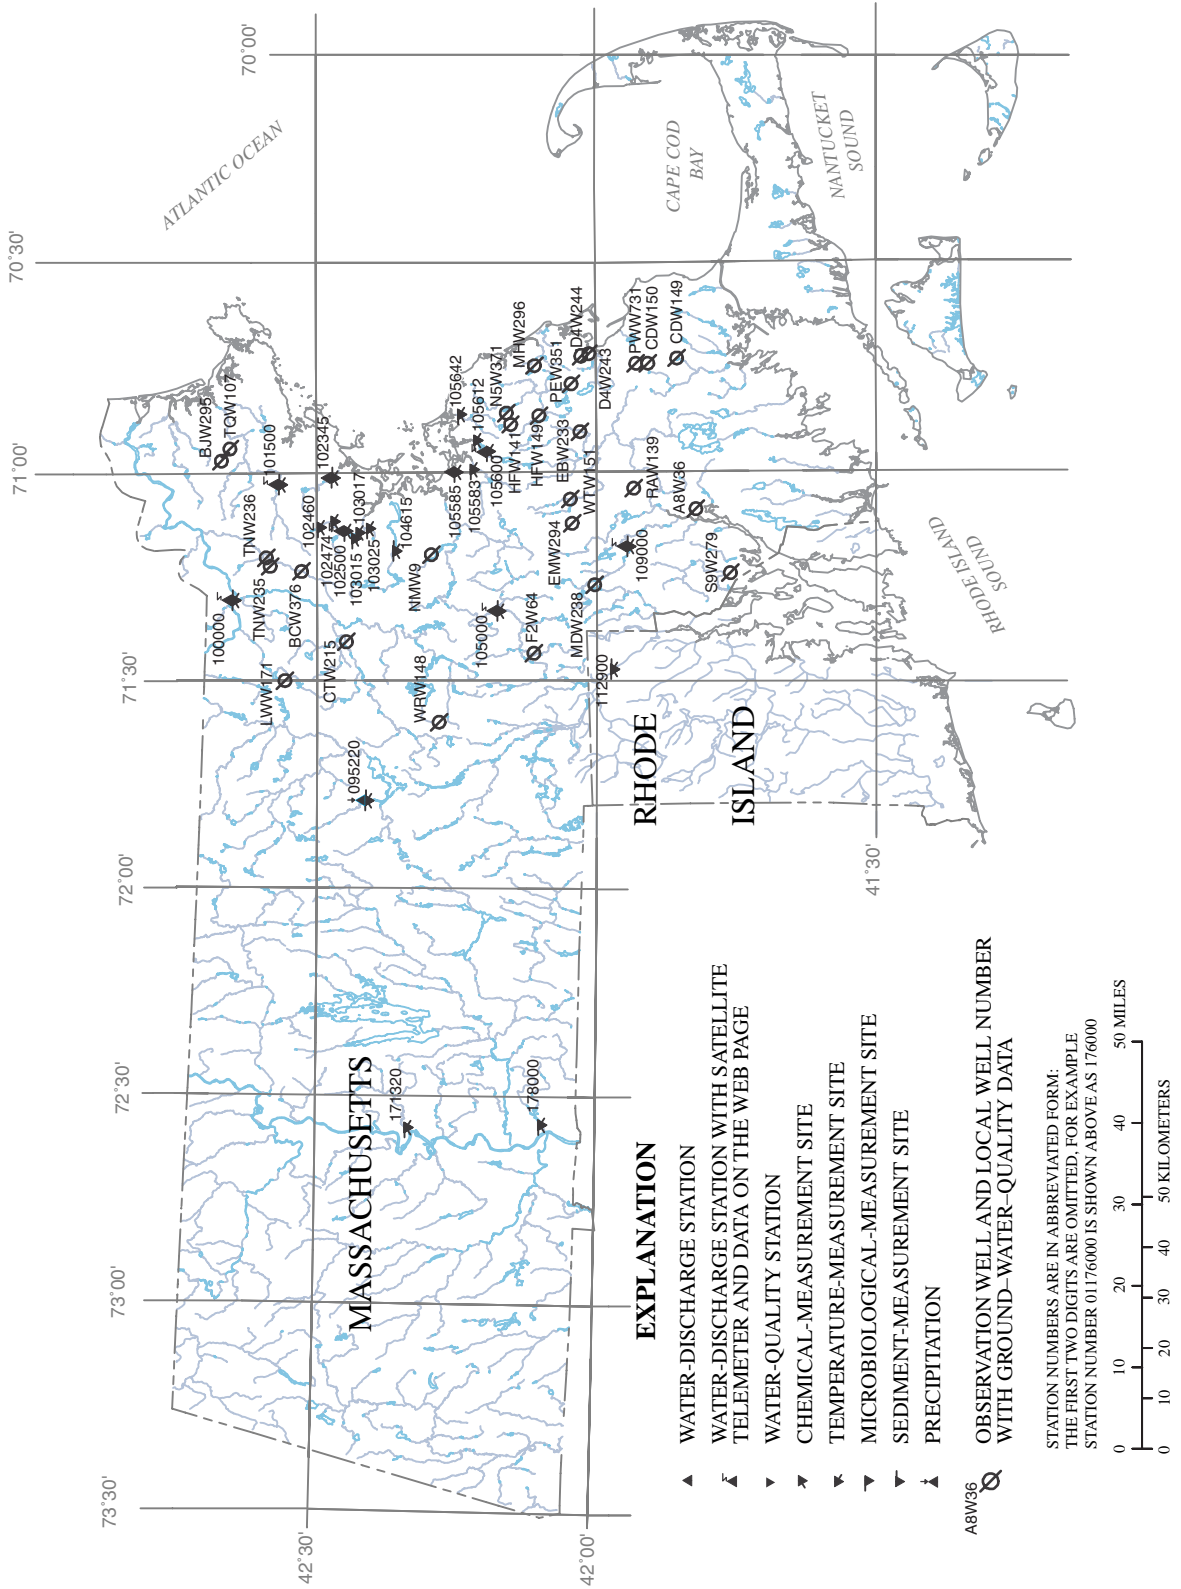 73˚30'
73˚00'
72˚30'
72˚00'
71˚30'
71˚00'
70˚30'
70˚00'
42˚30'
42˚00'
41˚30'
ATLANTIC OCEAN
CAPE COD
BAY
NANTUCKET
SOUND
RHODE ISLAND
SOUND
MASSACHUSETTS
RHODE
ISLAND
BJW295
TQW107
101500
TNW236
100000
TNW235
BCW376
LWW171
CTW215
102345
102460
102474
102500
103015
103017
103025
104615
NMW9
WRW148
095220
171320
178000
105642
105612
105585
105583
105600
N5W371
HFW141
HFW149
MHW296
PEW351
D4W244
D4W243
EBW233
WTW151
EMW294
105000
F2W64
MDW238
112900
109000
RAW139
A8W36
S9W279
PWW731
CDW150
CDW149
EXPLANATION
WATER-DISCHARGE STATION
WATER-DISCHARGE STATION WITH SATELLITE
TELEMETER AND DATA ON THE WEB PAGE
WATER-QUALITY STATION
CHEMICAL-MEASUREMENT SITE
TEMPERATURE-MEASUREMENT SITE
MICROBIOLOGICAL-MEASUREMENT SITE
SEDIMENT-MEASUREMENT SITE
PRECIPITATION
A8W36
OBSERVATION WELL AND LOCAL WELL NUMBER
WITH GROUND–WATER–QUALITY DATA
STATION NUMBERS ARE IN ABBREVIATED FORM:
THE FIRST TWO DIGITS ARE OMITTED, FOR EXAMPLE
STATION NUMBER 01176000 IS SHOWN ABOVE AS 176000
0 10 20 30 40 50 MILES
0 10 20 30 40 50 KILOMETERS